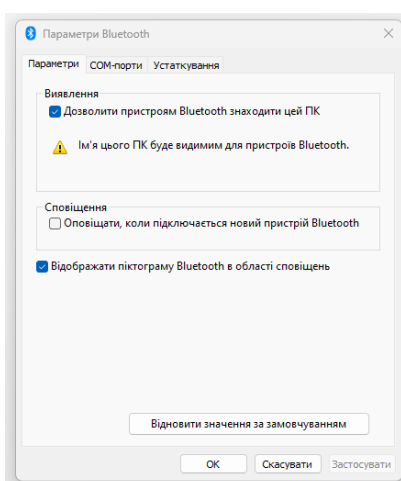 Параметри Bluetooth
Параметри COM-порти Устаткування
Виявлення
Дозволити пристроям Bluetooth знаходити цей ПК
Ім'я цього ПК буде видимим для пристроїв Bluetooth.
Сповіщення
Оповіщати, коли підключається новий пристрій Bluetooth
Відображати піктограму Bluetooth в області сповіщень
Відновити значення за замовчуванням
ОК Скасувати Застосувати